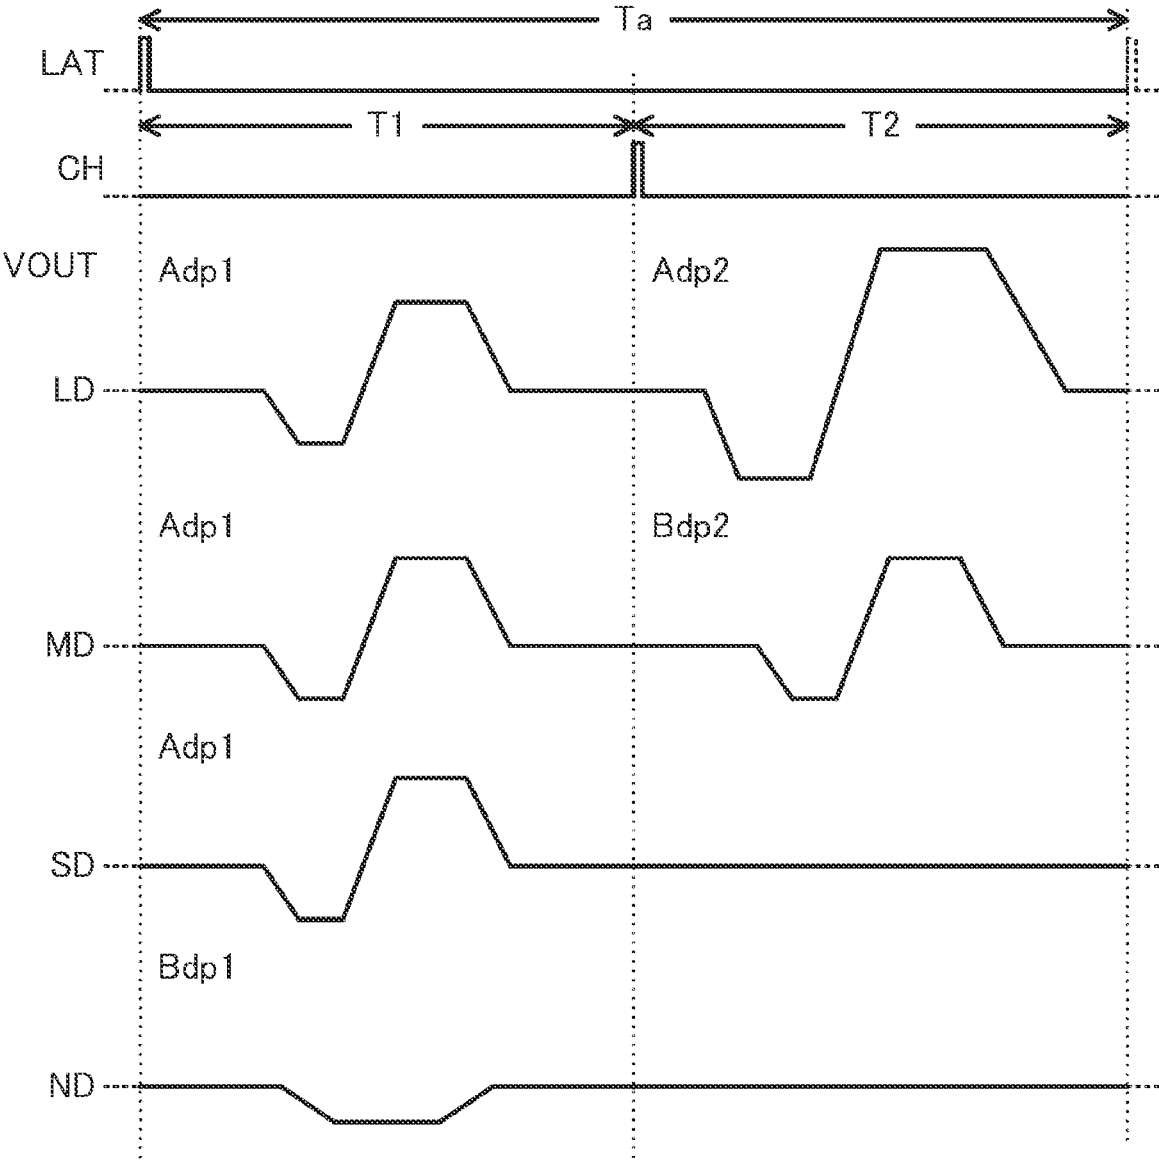 Ta
LAT
T1 T2
CH
VOUT Adp1 Adp2
LD
Adp1 Bdp2
MD
Adp1
SD
Bdp1
ND